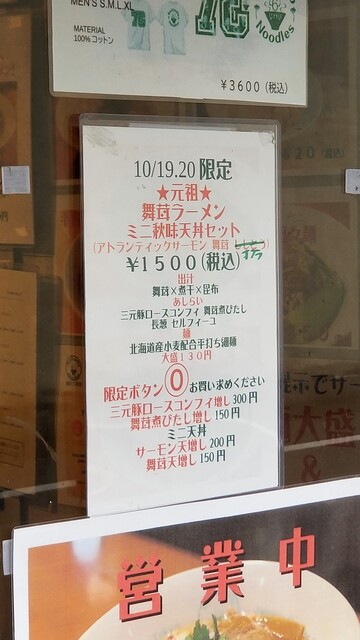 MEN'S S.M.L.XL
MATERIAL
100%コットン
Noodles
¥3600(税込)
10/19.20 限定
★元祖★
舞茸ラーメン
ミニ秋味天丼セット
(アトランティックサーモン 舞茸 ししとう)
オクラ
¥1500(税込)
出汁
舞茸×煮干×昆布
あしらい
三元豚ロースコンフィ 舞茸煮びたし
長葱 セルフィーユ
麺
北海道産小麦配合手打ち細麺
大盛130円
限定ボタン⓪お買い求めください
三元豚ロースコンフィ増し 300円
舞茸煮びたし増し 150円
ミニ天丼
サーモン天増し 200円
舞茸天増し 150円
営業中